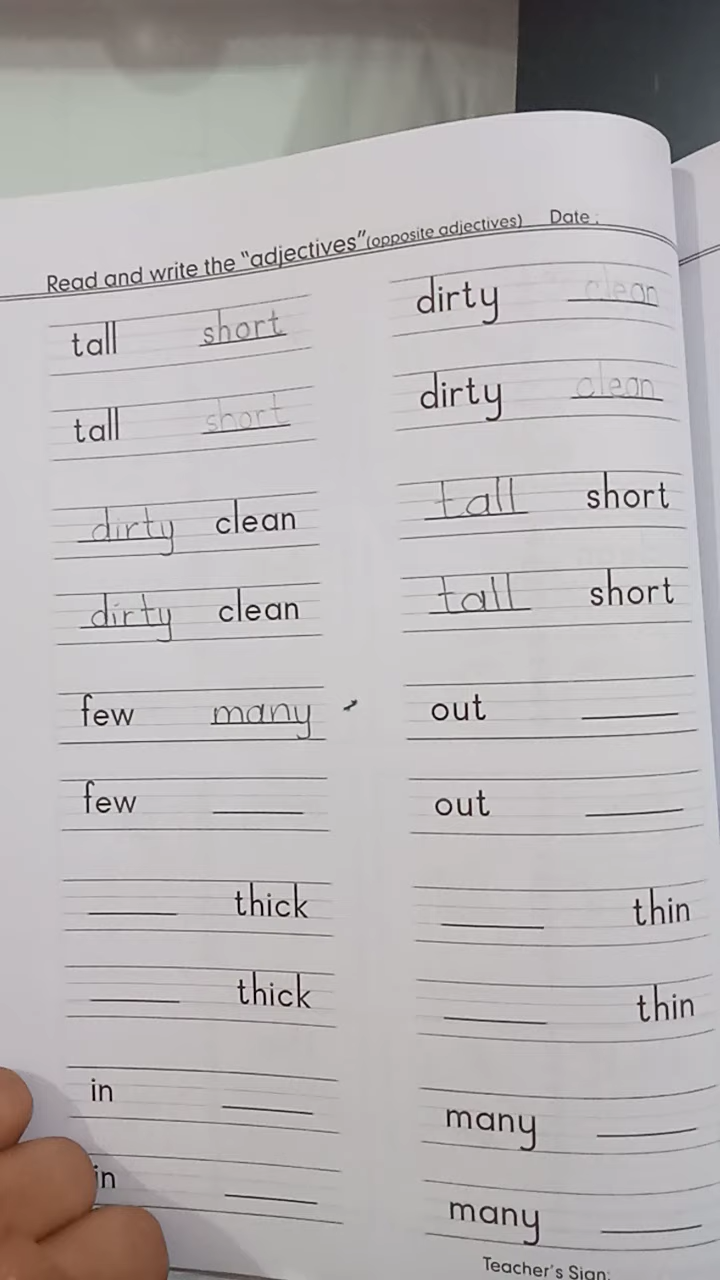 Read and write the "adjectives"(opposite adjectives) Date :
tall short dirty clean
tall short dirty clean
dirty clean tall short
dirty clean tall short
few many out
few out
thick thin
thick thin
in many
in many
Teacher's Sign: